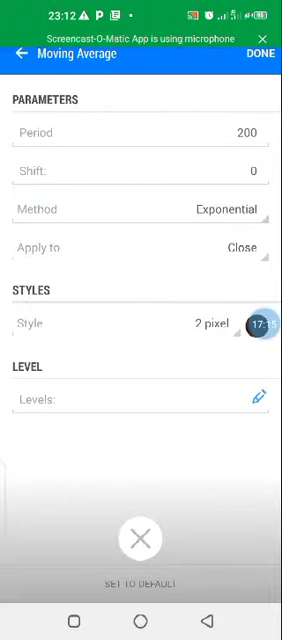 23:12
Screencast-O-Matic App is using microphone
Moving Average DONE
PARAMETERS
Period 200
Shift: 0
Method Exponential
Apply to Close
STYLES
Style 2 pixel
17:15
LEVEL
Levels:
SET TO DEFAULT